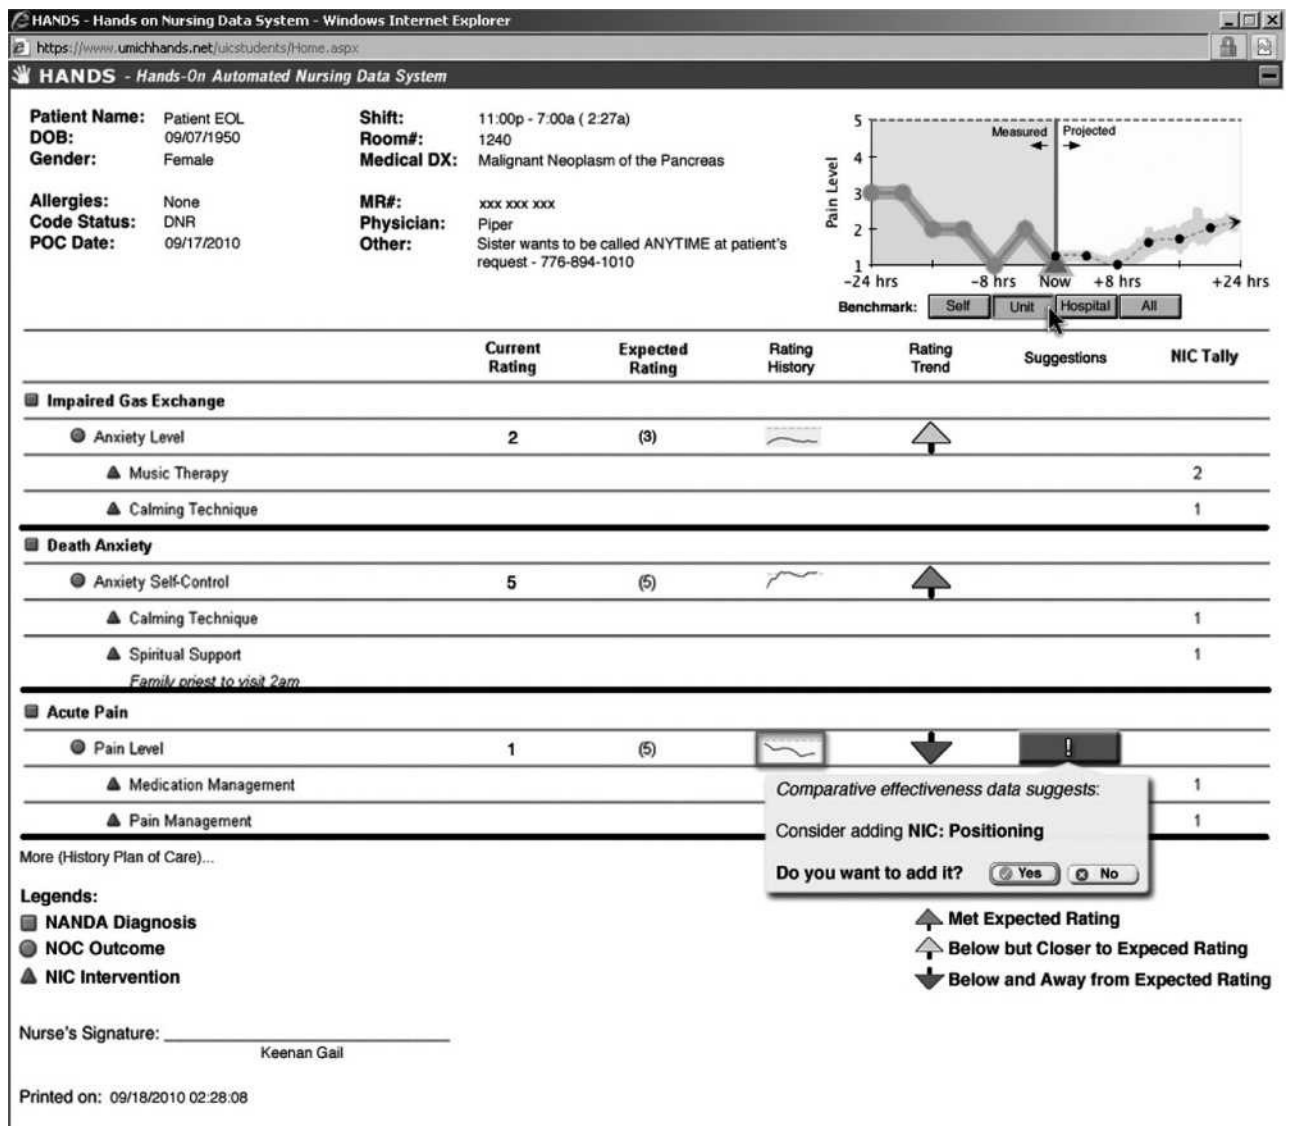 HANDS - Hands on Nursing Data System - Windows Internet Explorer
https://www.umichhands.net/uicstudents/Home.aspx
HANDS - Hands-On Automated Nursing Data System
Patient Name: Patient EOL
DOB: 09/07/1950
Gender: Female
Allergies: None
Code Status: DNR
POC Date: 09/17/2010
Shift: 11:00p - 7:00a ( 2:27a)
Room#: 1240
Medical DX: Malignant Neoplasm of the Pancreas
MR#: xxx xxx xxx
Physician: Piper
Other: Sister wants to be called ANYTIME at patient's
request - 776-894-1010
Pain Level
5
4
3
2
1
Measured Projected
-24 hrs -8 hrs Now +8 hrs +24 hrs
Benchmark: Self Unit Hospital All
Current Rating Expected Rating Rating History Rating Trend Suggestions NIC Tally
Impaired Gas Exchange
Anxiety Level 2 (3)
Music Therapy 2
Calming Technique 1
Death Anxiety
Anxiety Self-Control 5 (5)
Calming Technique 1
Spiritual Support 1
Family priest to visit 2am
Acute Pain
Pain Level 1 (5) !
Medication Management 1
Pain Management 1
Comparative effectiveness data suggests:
Consider adding NIC: Positioning
Do you want to add it? Yes No
More (History Plan of Care)...
Legends:
NANDA Diagnosis
NOC Outcome
NIC Intervention
Met Expected Rating
Below but Closer to Expeced Rating
Below and Away from Expected Rating
Nurse's Signature:
Keenan Gail
Printed on: 09/18/2010 02:28:08